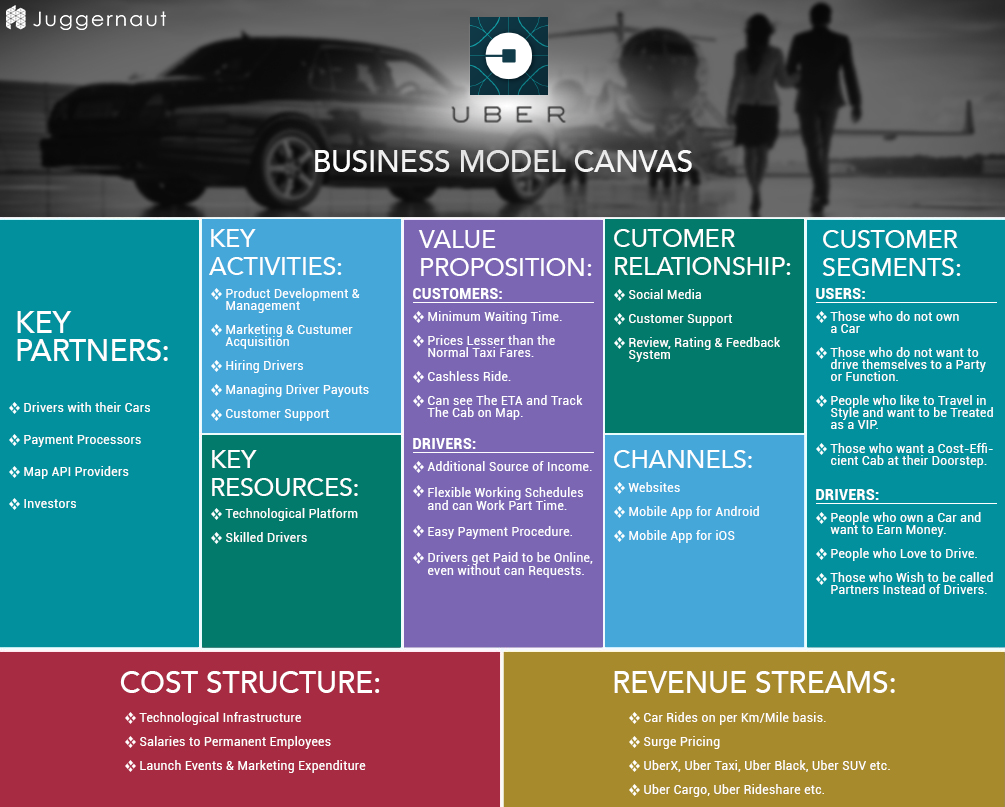 Juggernaut
UBER
BUSINESS MODEL CANVAS
KEY
PARTNERS:
Drivers with their Cars
Payment Processors
Map API Providers
Investors
KEY
ACTIVITIES:
Product Development &
Management
Marketing & Custumer
Acquisition
Hiring Drivers
Managing Driver Payouts
Customer Support
KEY
RESOURCES:
Technological Platform
Skilled Drivers
VALUE
PROPOSITION:
CUSTOMERS:
Minimum Waiting Time.
Prices Lesser than the
Normal Taxi Fares.
Cashless Ride.
Can see The ETA and Track
The Cab on Map.
DRIVERS:
Additional Source of Income.
Flexible Working Schedules
and can Work Part Time.
Easy Payment Procedure.
Drivers get Paid to be Online,
even without can Requests.
CUTOMER
RELATIONSHIP:
Social Media
Customer Support
Review, Rating & Feedback
System
CHANNELS:
Websites
Mobile App for Android
Mobile App for iOS
CUSTOMER
SEGMENTS:
USERS:
Those who do not own
a Car
Those who do not want to
drive themselves to a Party
or Function.
People who like to Travel in
Style and want to be Treated
as a VIP.
Those who want a Cost-Effi-
cient Cab at their Doorstep.
DRIVERS:
People who own a Car and
want to Earn Money.
People who Love to Drive.
Those who Wish to be called
Partners Instead of Drivers.
COST STRUCTURE:
Technological Infrastructure
Salaries to Permanent Employees
Launch Events & Marketing Expenditure
REVENUE STREAMS:
Car Rides on per Km/Mile basis.
Surge Pricing
UberX, Uber Taxi, Uber Black, Uber SUV etc.
Uber Cargo, Uber Rideshare etc.